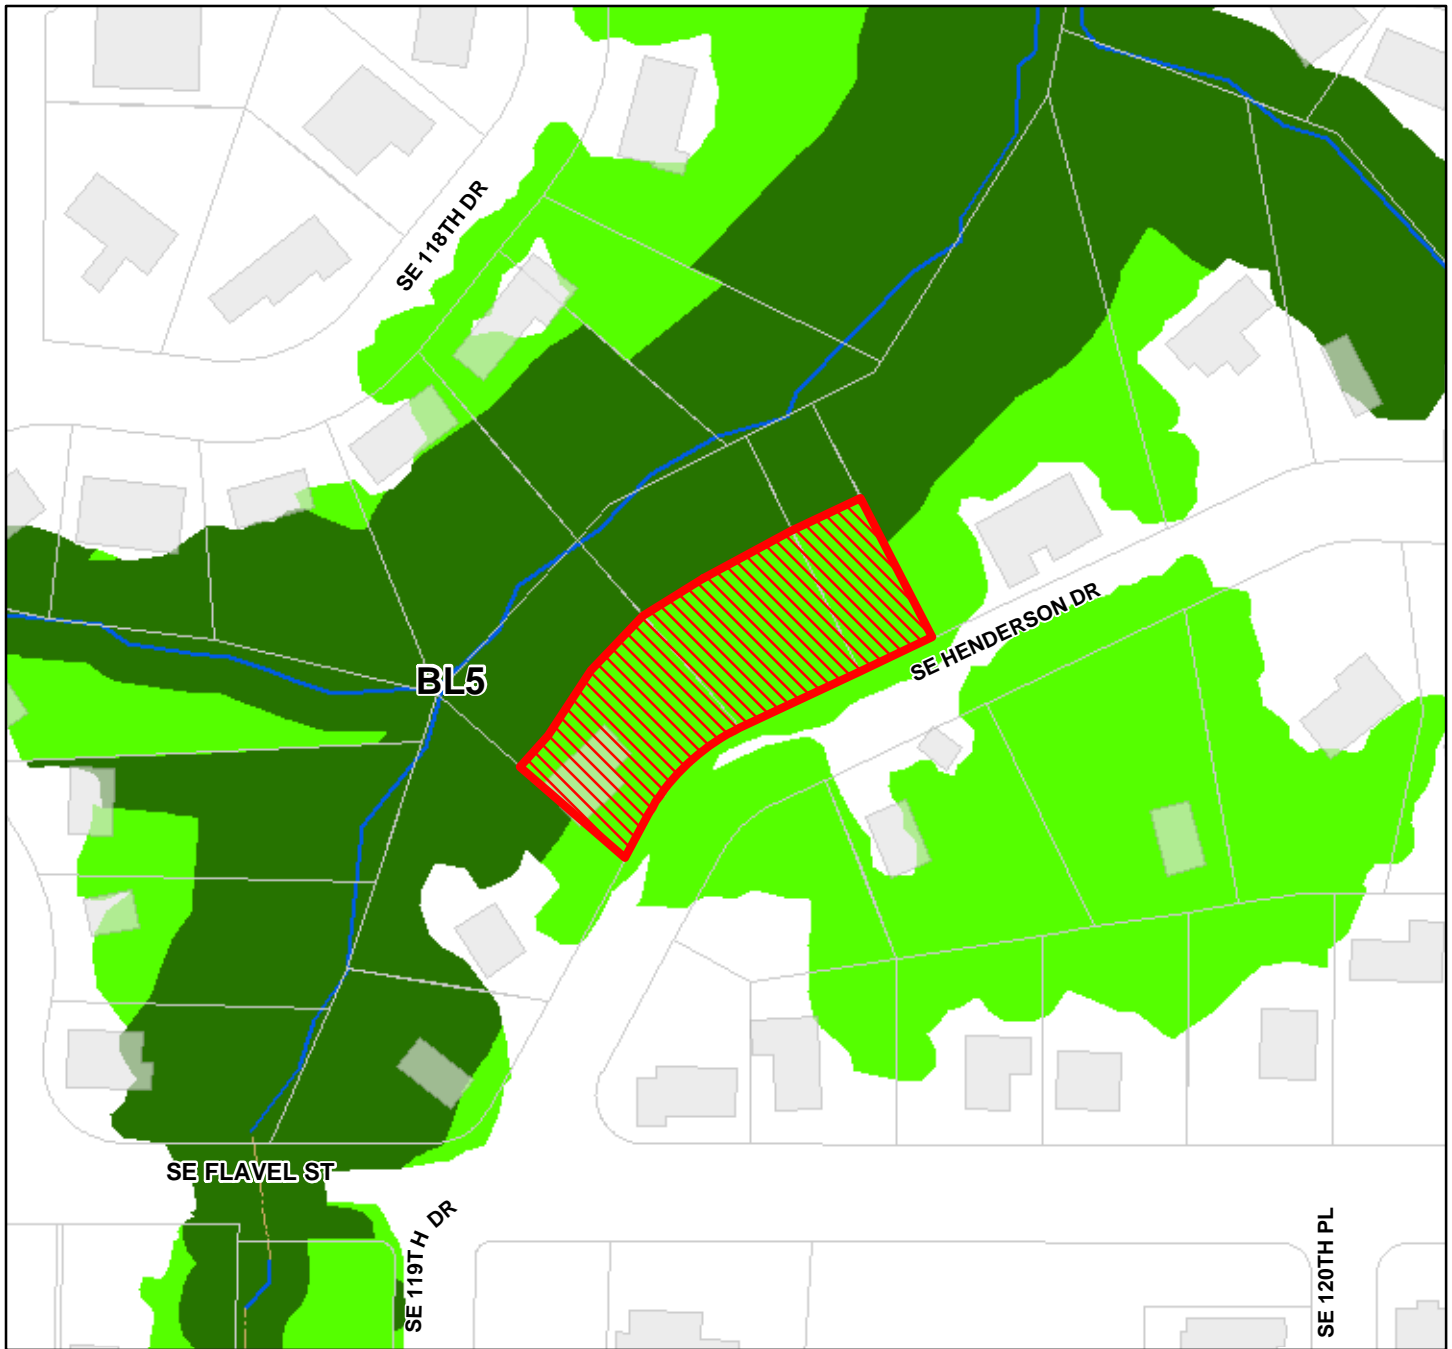 SE 118TH DR
SE HENDERSON DR
BL5
SE FLAVEL ST
SE 119TH DR
SE 120TH PL